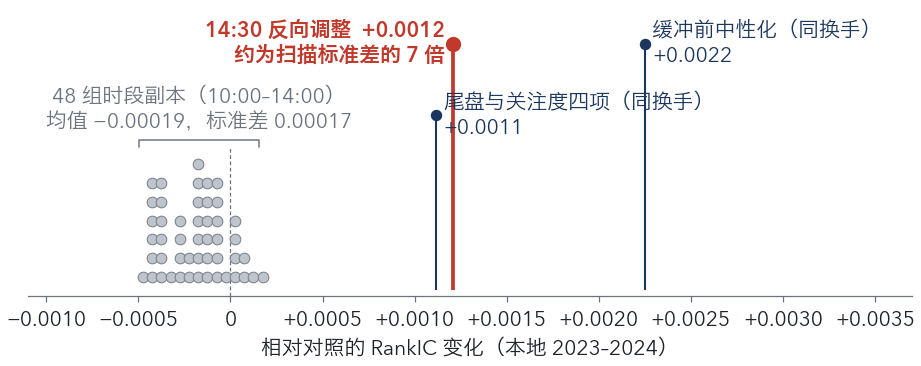 14:30 反向调整 +0.0012
约为扫描标准差的 7 倍
缓冲前中性化（同换手）
+0.0022
48 组时段副本（10:00–14:00）
均值 −0.00019，标准差 0.00017
尾盘与关注度四项（同换手）
+0.0011
−0.0010 −0.0005 0 +0.0005 +0.0010 +0.0015 +0.0020 +0.0025 +0.0030 +0.0035
相对对照的 RankIC 变化（本地 2023–2024）